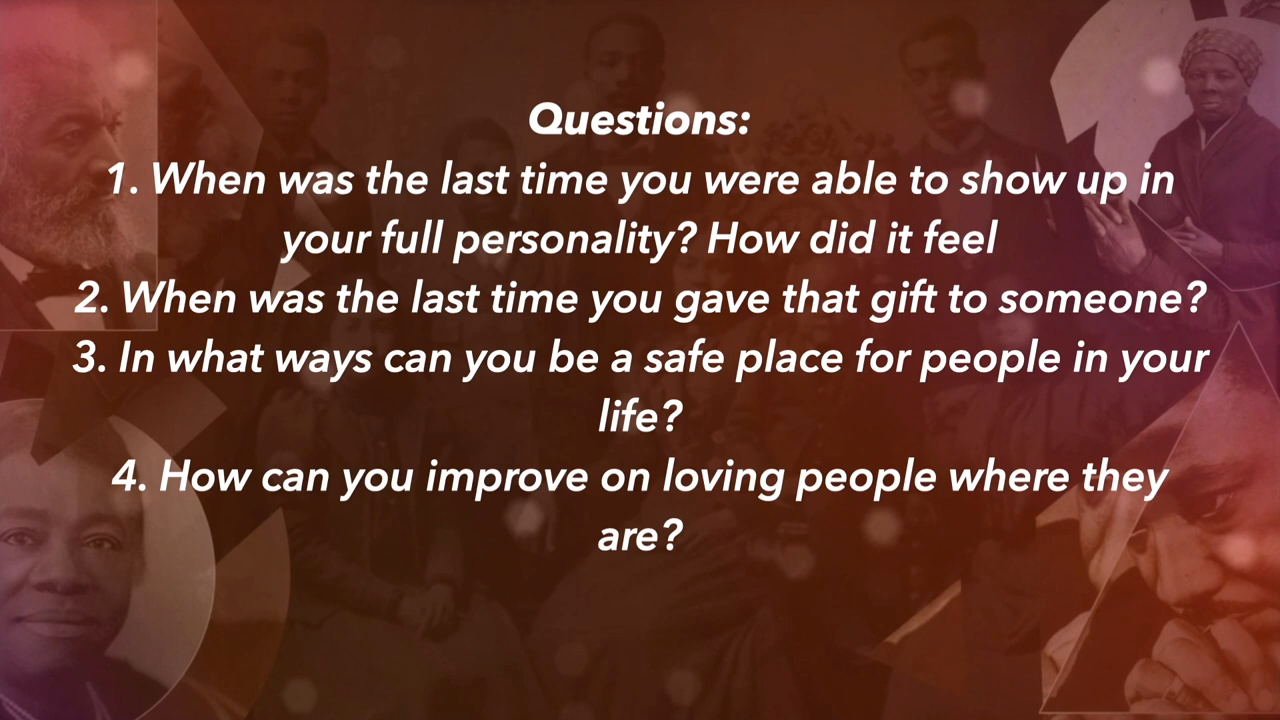 Questions:
1. When was the last time you were able to show up in
your full personality? How did it feel
2. When was the last time you gave that gift to someone?
3. In what ways can you be a safe place for people in your
life?
4. How can you improve on loving people where they
are?